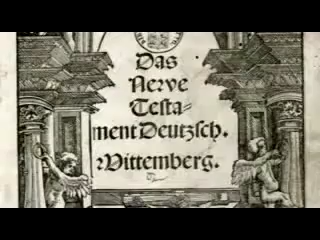 Das
Newe
Testa=
ment Deutzsch.
Wittemberg.